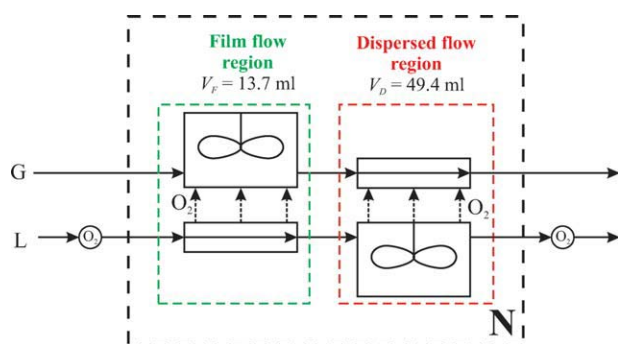 Film flow
region
V_F = 13.7 ml
Dispersed flow
region
V_D = 49.4 ml
G
O₂
O₂
L
O₂
O₂
N